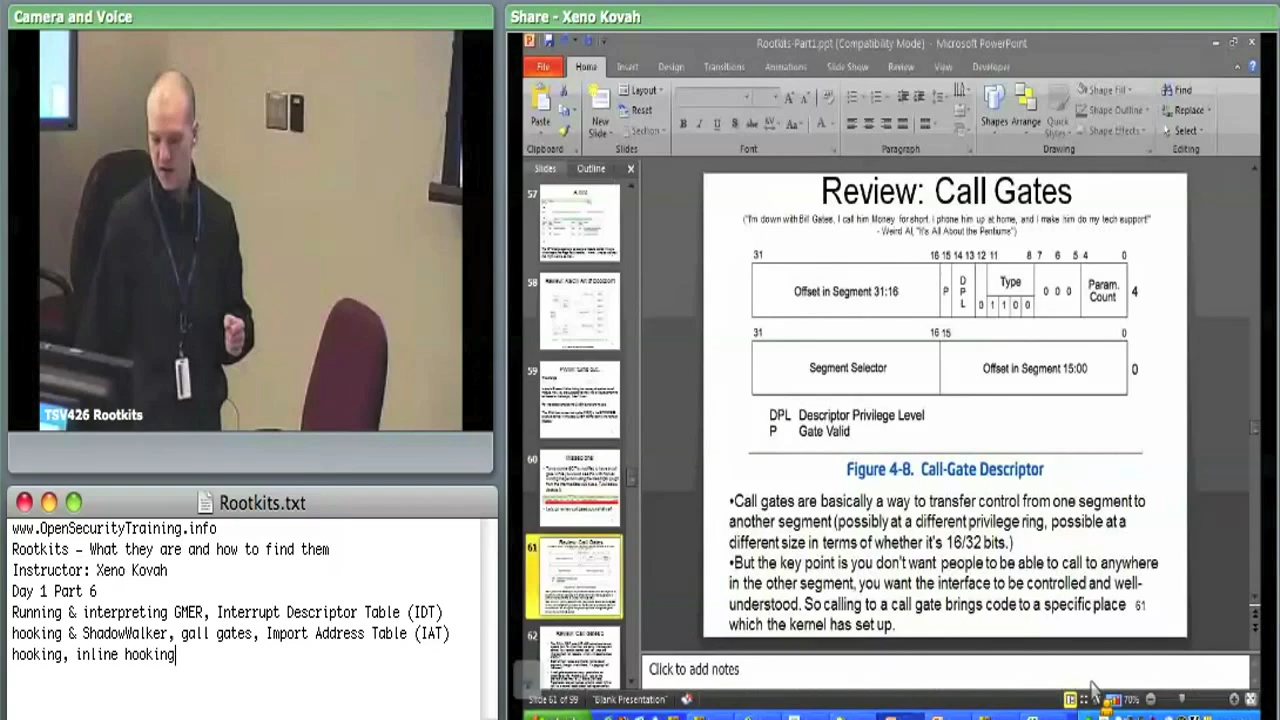 Camera and Voice
TSV426 Rootkits
Rootkits.txt
www.OpenSecurityTraining.info
Rootkits - What they are and how to find them
Instructor: Xeno Kovah
Day 1 Part 6
Running WinDbg, GMER, Interrupt Descriptor Table (IDT)
hooking & ShadowWalker, gall gates, Import Address Table (IAT)
hooking, inline hooking
Share - Xeno Kovah
Rootkits-Part1.ppt (Compatibility Mode) - Microsoft PowerPoint
File Home Insert Design Transitions Animations Slide Show Review View Developer
Paste
New Slide
Layout
Reset
Section
Shapes Arrange Quick Styles
Shape Fill
Shape Outline
Shape Effects
Find
Replace
Select
Clipboard Slides Font Paragraph Drawing Editing
Slides Outline
57
58
59
60
61
62
Review: Call Gates
("I'm down with Bill Gates, I call him Money for short, I phone him up at home, and I make him do my tech support"
- Weird Al, "It's All About the Pentiums")
31 16 15 14 13 12 11 8 7 6 5 4 0
Offset in Segment 31:16 P DPL Type 0 1 1 0 0 0 0 0 Param. Count 4
31 16 15 0
Segment Selector Offset in Segment 15:00 0
DPL Descriptor Privilege Level
P Gate Valid
Figure 4-8. Call-Gate Descriptor
•Call gates are basically a way to transfer control from one segment to
another segment (possibly at a different privilege ring, possible at a
different size in terms of whether it's 16/32 bits).
•But the key point is you don't want people to be able to call to anywhere
in the other segment, you want the interface to be controlled and well-
understood. So calling to a call gate brings code to a specific place
which the kernel has set up.
61
Click to add notes
Slide 61 of 99 "Blank Presentation" 70%